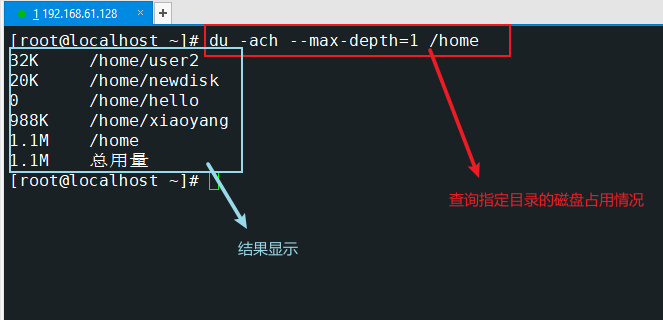 1 192.168.61.128 × +
[root@localhost ~]# du -ach --max-depth=1 /home
32K /home/user2
20K /home/newdisk
0 /home/hello
988K /home/xiaoyang
1.1M /home
1.1M 总用量
[root@localhost ~]#
查询指定目录的磁盘占用情况
结果显示